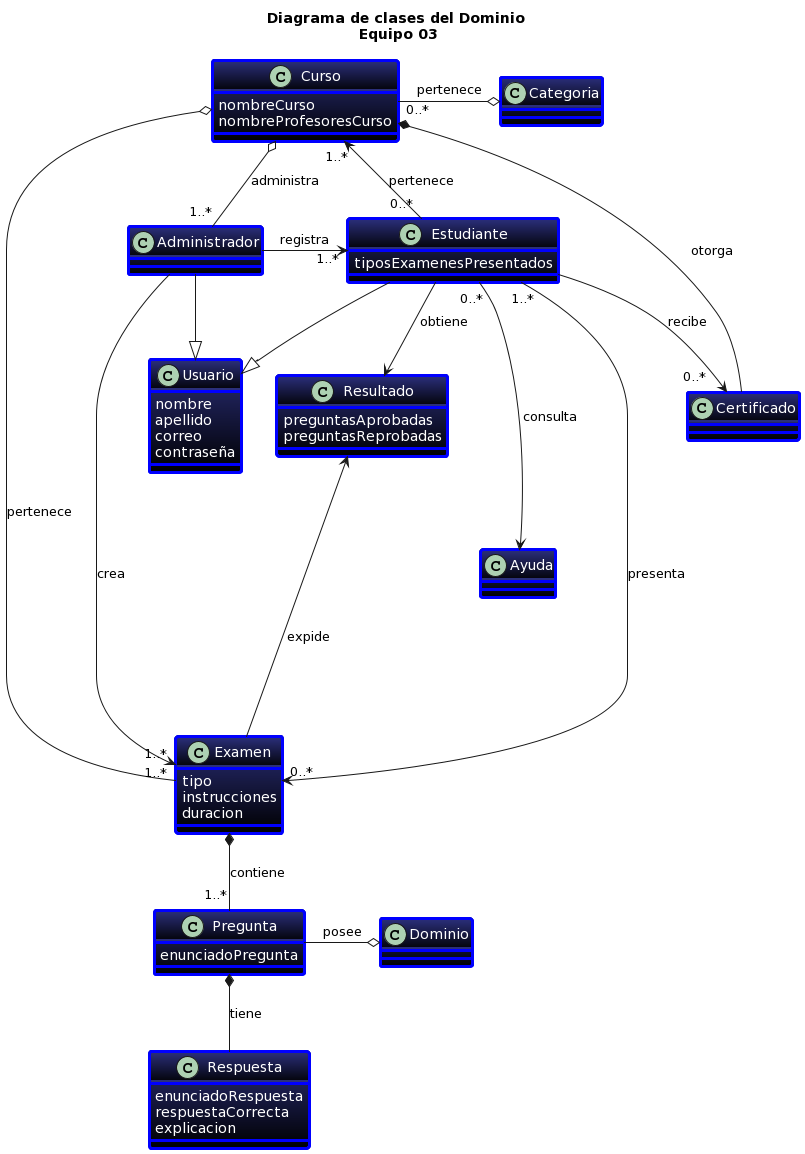 Diagrama de clases del Dominio
Equipo 03
C Curso
nombreCurso
nombreProfesoresCurso
pertenece
0..*
C Categoria
administra
1..*
1..*
pertenece
0..*
C Administrador
registra
1..*
C Estudiante
tiposExamenesPresentados
otorga
0..*
1..*
obtiene
recibe
0..*
C Usuario
nombre
apellido
correo
contraseña
C Resultado
preguntasAprobadas
preguntasReprobadas
C Certificado
consulta
pertenece
crea
C Ayuda
presenta
expide
1..*
1..*
C Examen
tipo
instrucciones
duracion
0..*
contiene
1..*
C Pregunta
enunciadoPregunta
posee
C Dominio
tiene
C Respuesta
enunciadoRespuesta
respuestaCorrecta
explicacion